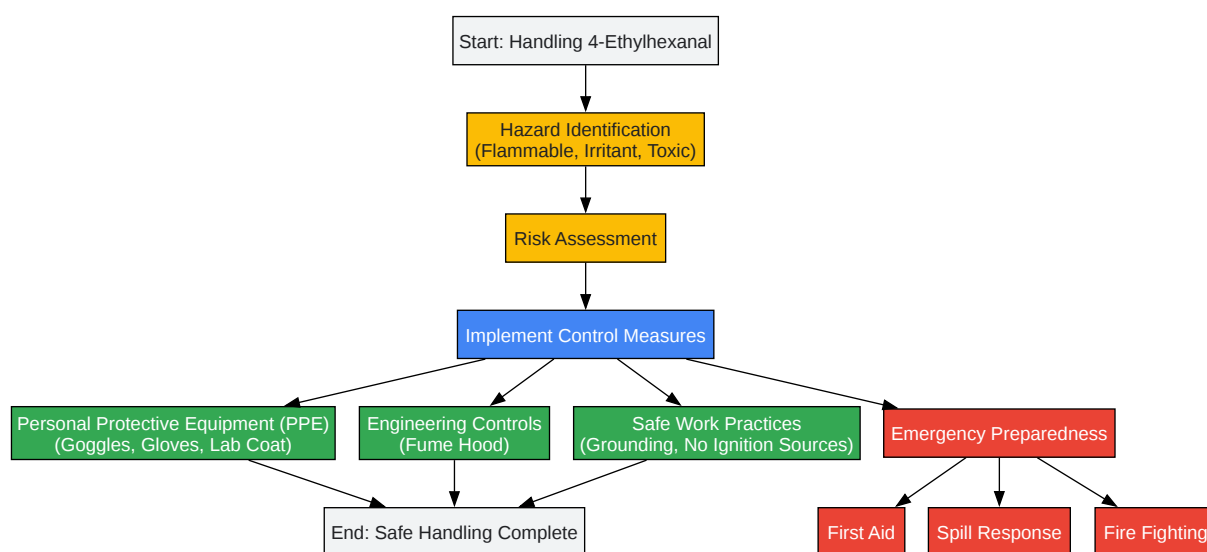 Start: Handling 4-Ethylhexanal
Hazard Identification
(Flammable, Irritant, Toxic)
Risk Assessment
Implement Control Measures
Personal Protective Equipment (PPE)
(Goggles, Gloves, Lab Coat)
Engineering Controls
(Fume Hood)
Safe Work Practices
(Grounding, No Ignition Sources)
Emergency Preparedness
End: Safe Handling Complete
First Aid
Spill Response
Fire Fighting